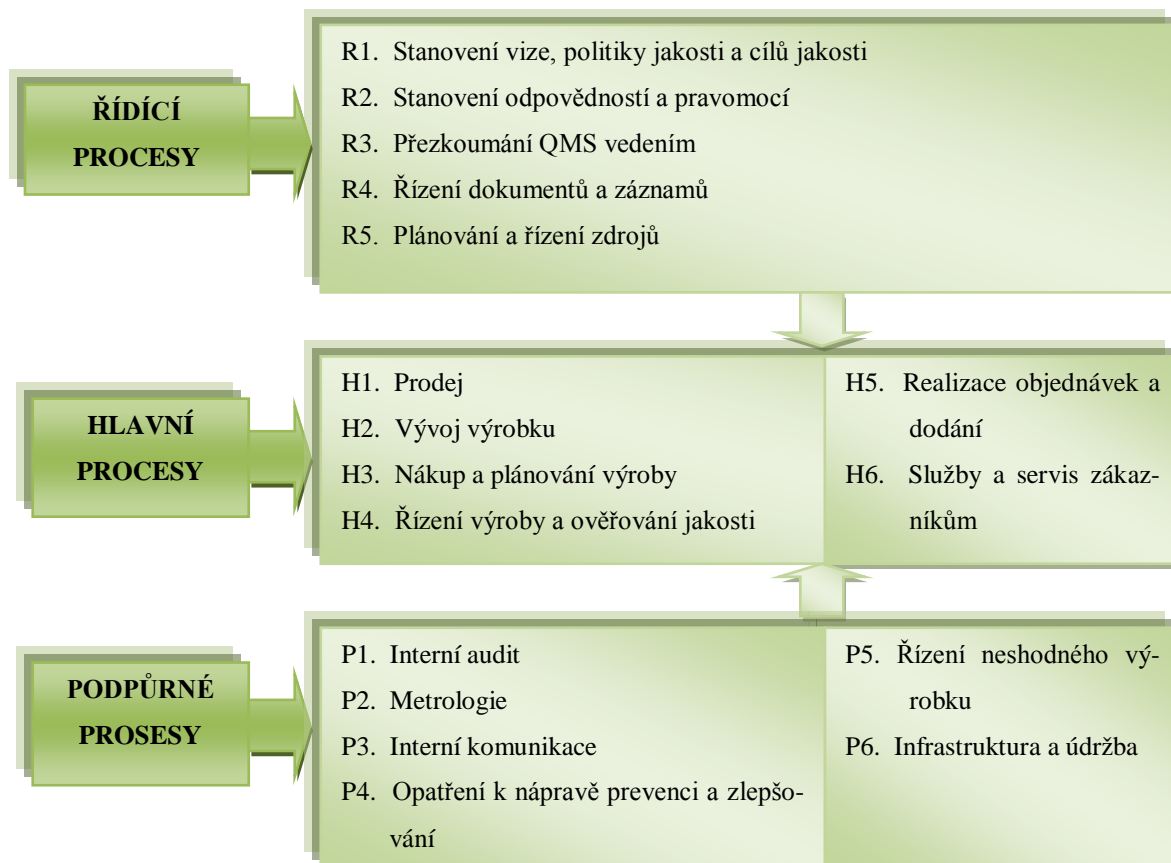 ŘÍDÍCÍ
PROCESY
R1. Stanovení vize, politiky jakosti a cílů jakosti
R2. Stanovení odpovědností a pravomocí
R3. Přezkoumání QMS vedením
R4. Řízení dokumentů a záznamů
R5. Plánování a řízení zdrojů
HLAVNÍ
PROCESY
H1. Prodej
H2. Vývoj výrobku
H3. Nákup a plánování výroby
H4. Řízení výroby a ověřování jakosti
H5. Realizace objednávek a
dodání
H6. Služby a servis zákaz-
níkům
PODPŮRNÉ
PROSESY
P1. Interní audit
P2. Metrologie
P3. Interní komunikace
P4. Opatření k nápravě prevenci a zlepšo-
vání
P5. Řízení neshodného vý-
robku
P6. Infrastruktura a údržba